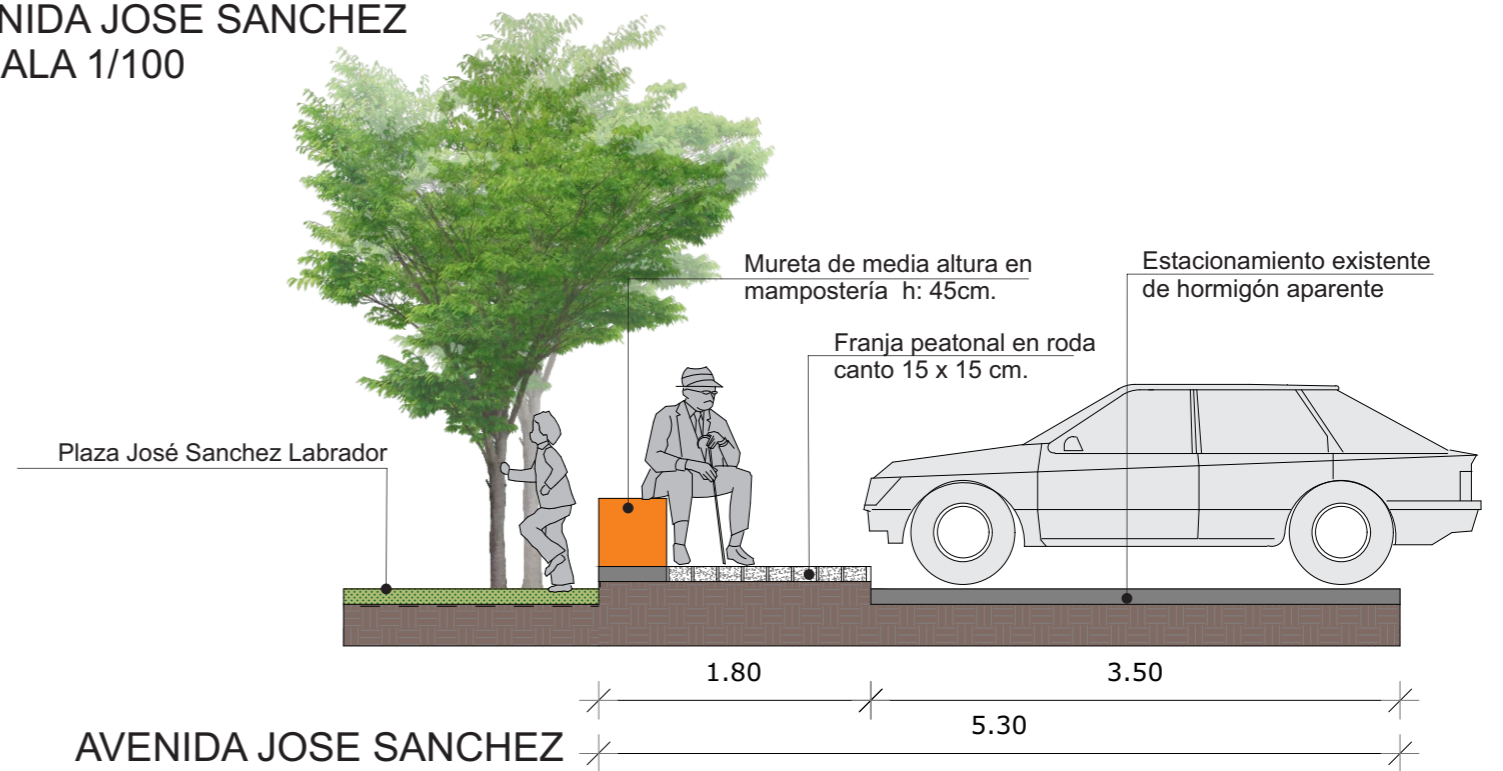 NIDA JOSE SANCHEZ
ALA 1/100
Mureta de media altura en
mampostería h: 45cm.
Estacionamiento existente
de hormigón aparente
Franja peatonal en roda
canto 15 x 15 cm.
Plaza José Sanchez Labrador
1.80
3.50
5.30
AVENIDA JOSE SANCHEZ